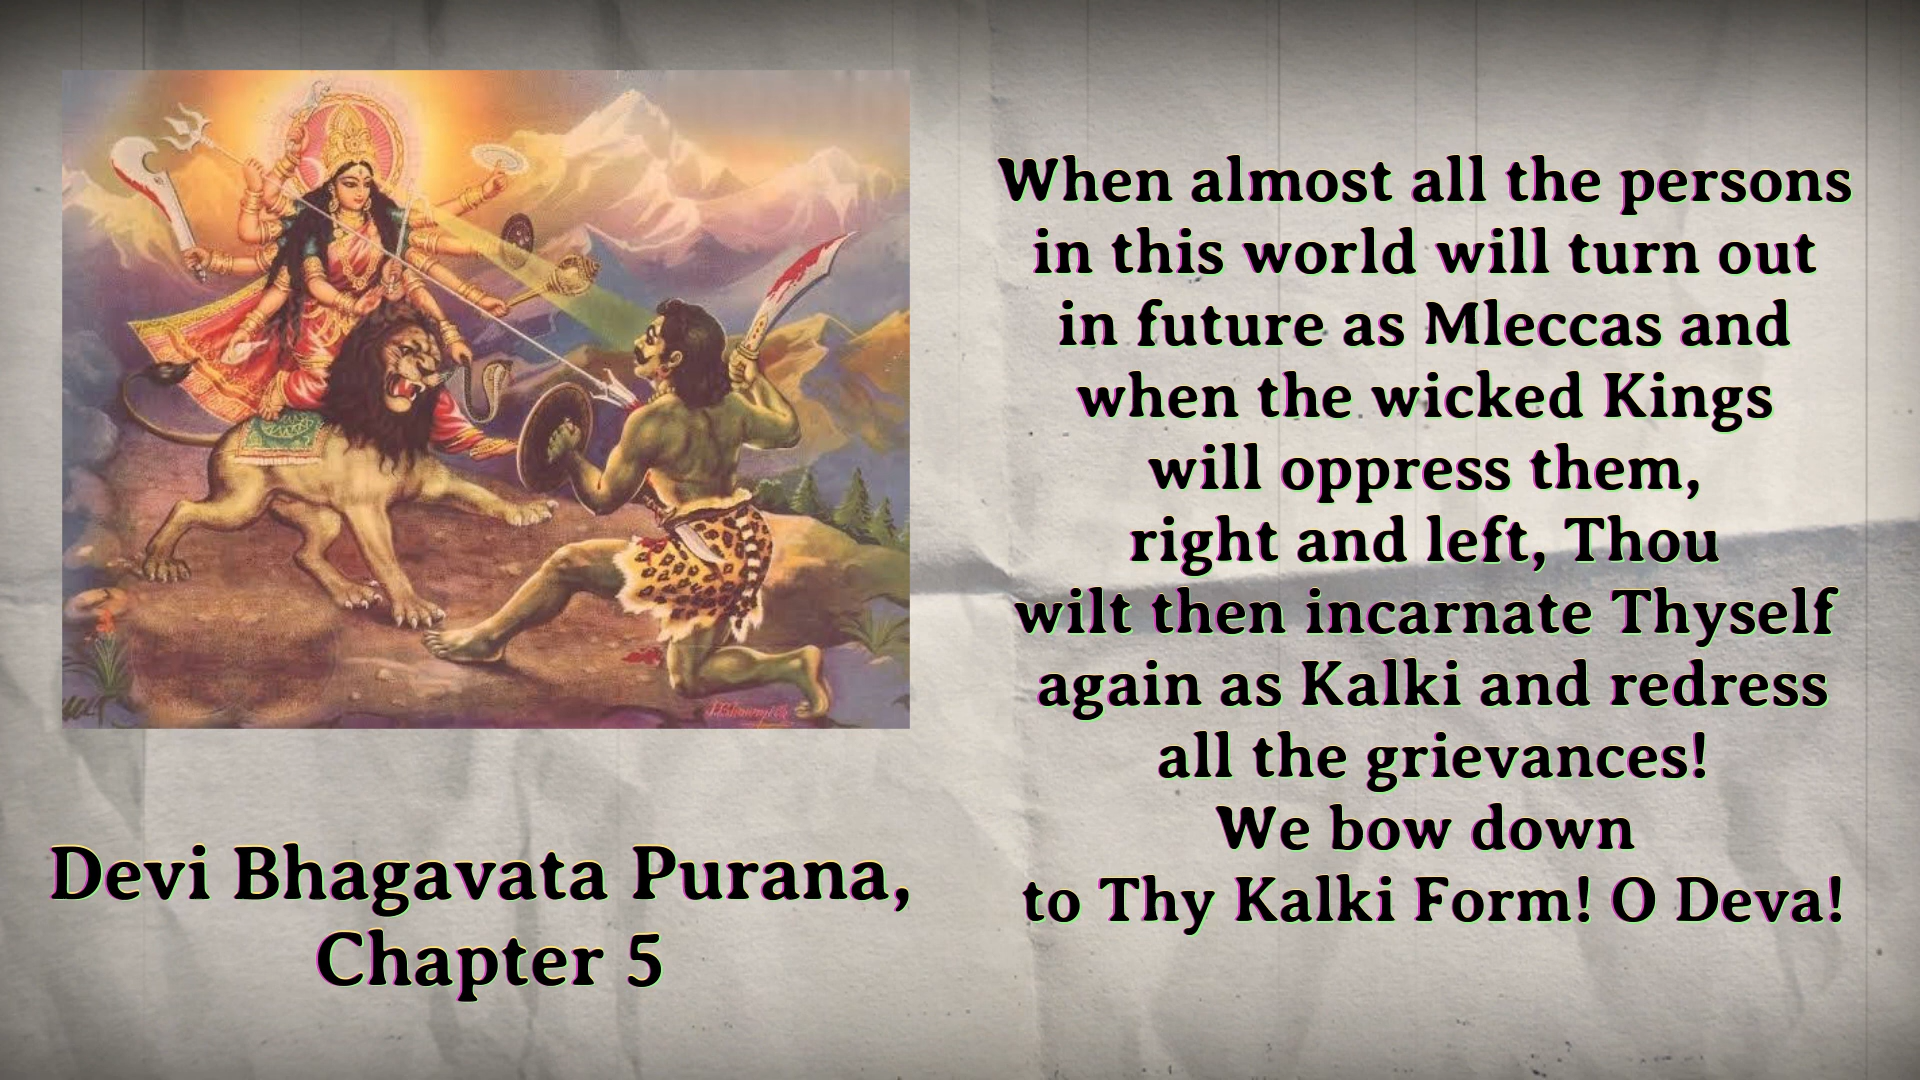 When almost all the persons
in this world will turn out
in future as Mleccas and
when the wicked Kings
will oppress them,
right and left, Thou
wilt then incarnate Thyself
again as Kalki and redress
all the grievances!
We bow down
to Thy Kalki Form! O Deva!
Devi Bhagavata Purana,
Chapter 5